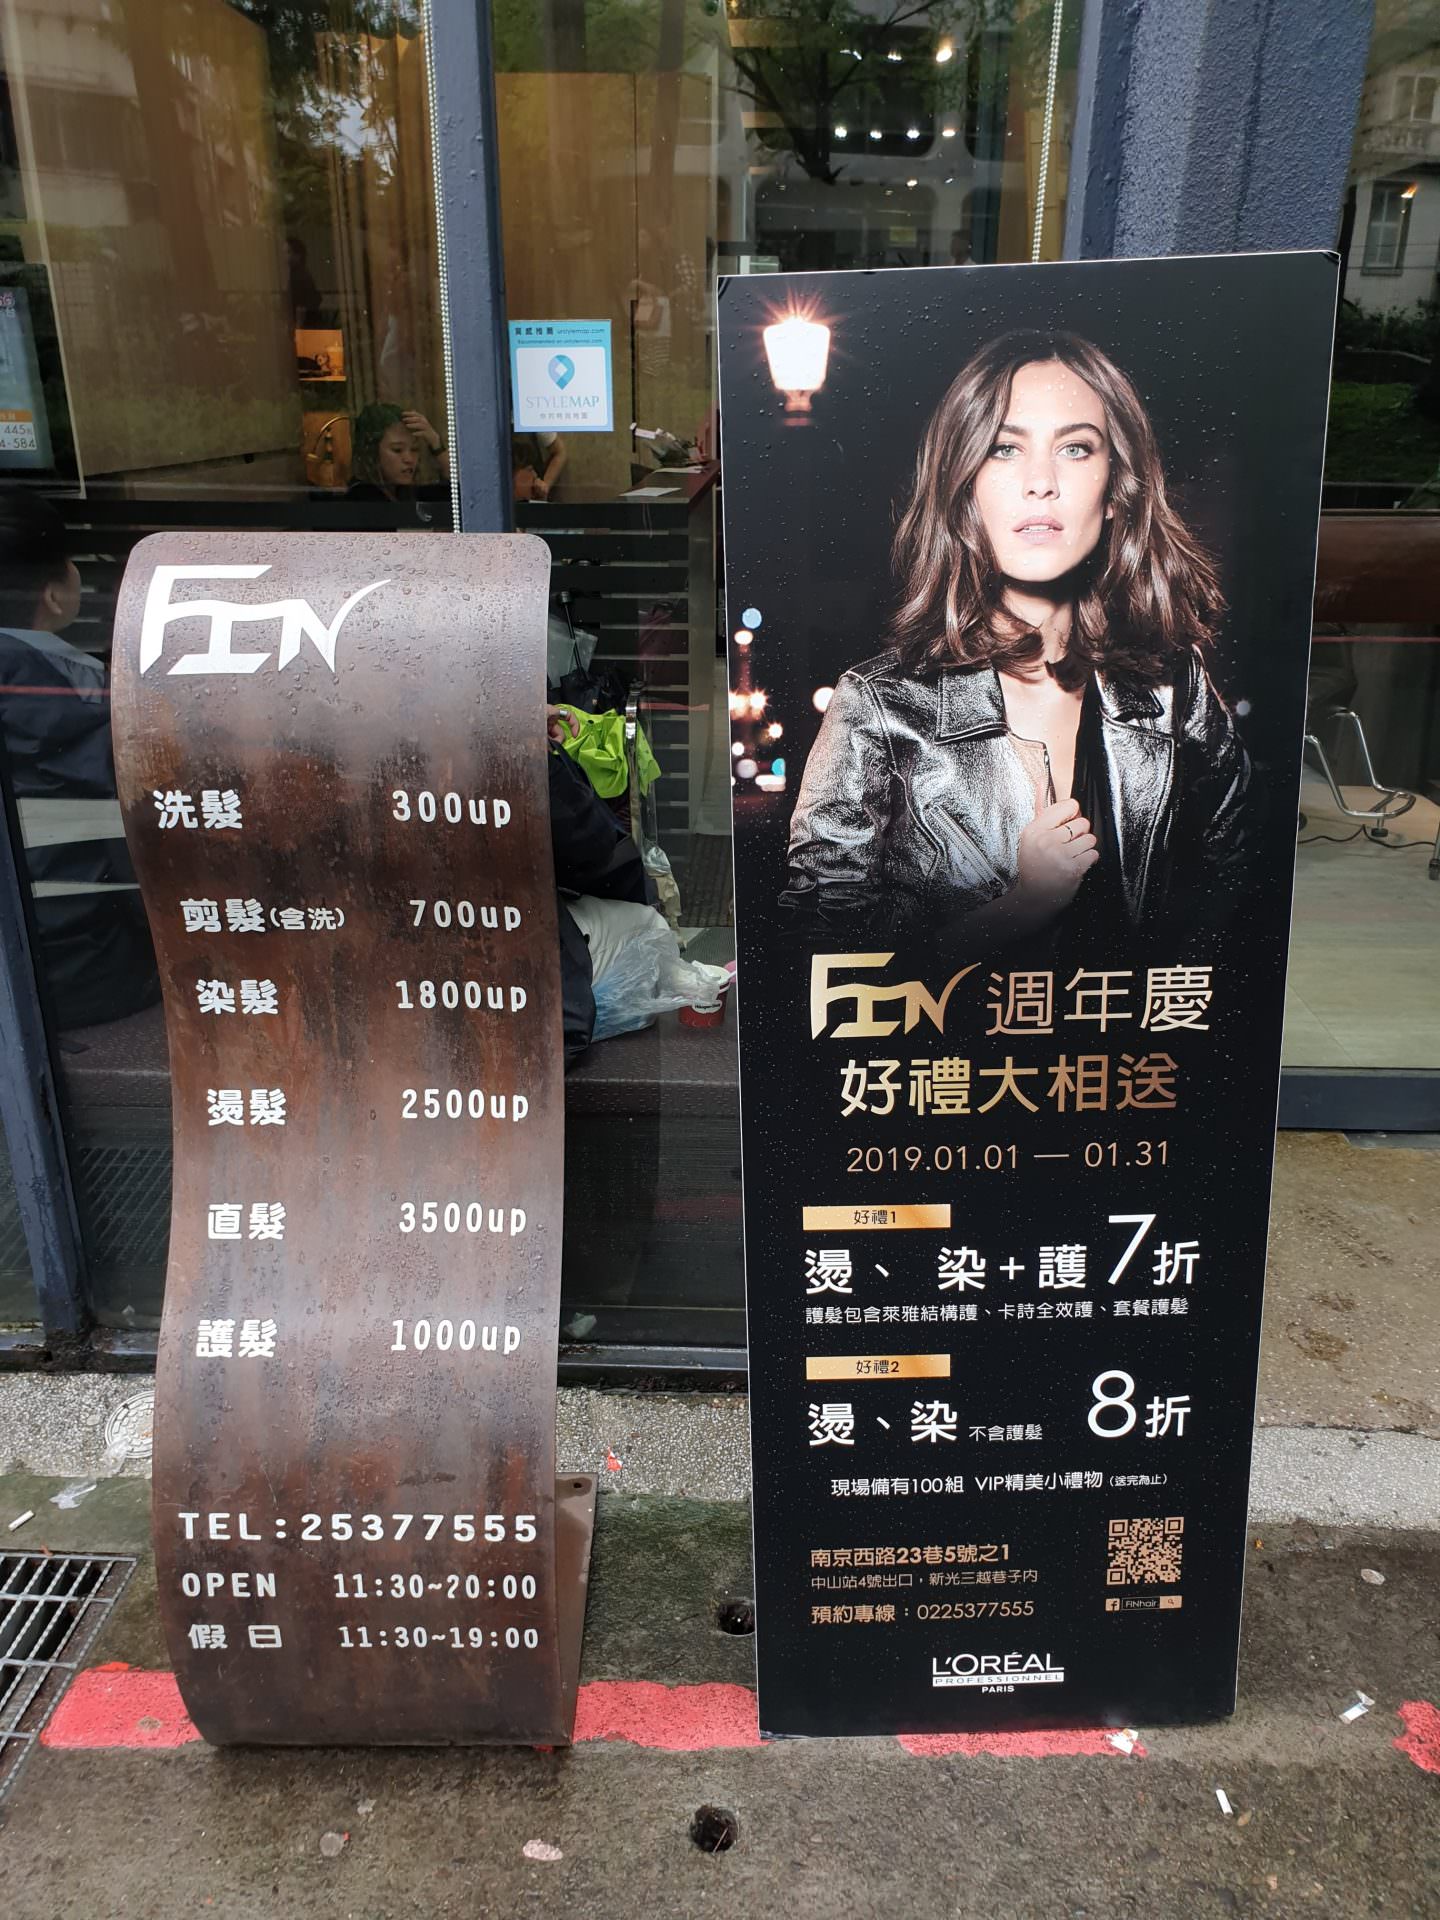 FIN
洗髮 300up
剪髮(含洗) 700up
染髮 1800up
燙髮 2500up
直髮 3500up
護髮 1000up
TEL:25377555
OPEN 11:30~20:00
假日 11:30~19:00
STYLEMAP
FIN 週年慶
好禮大相送
2019.01.01 — 01.31
好禮1
燙、 染+護 7折
護髮包含萊雅結構護、卡詩全效護、套餐護髮
好禮2
燙、染 不含護髮 8折
現場備有100組 VIP精美小禮物 (送完為止)
南京西路23巷5號之1
中山站4號出口,新光三越巷子內
預約專線:0225377555
FINhair
L'ORÉAL
PROFESSIONNEL
PARIS
445
4-584